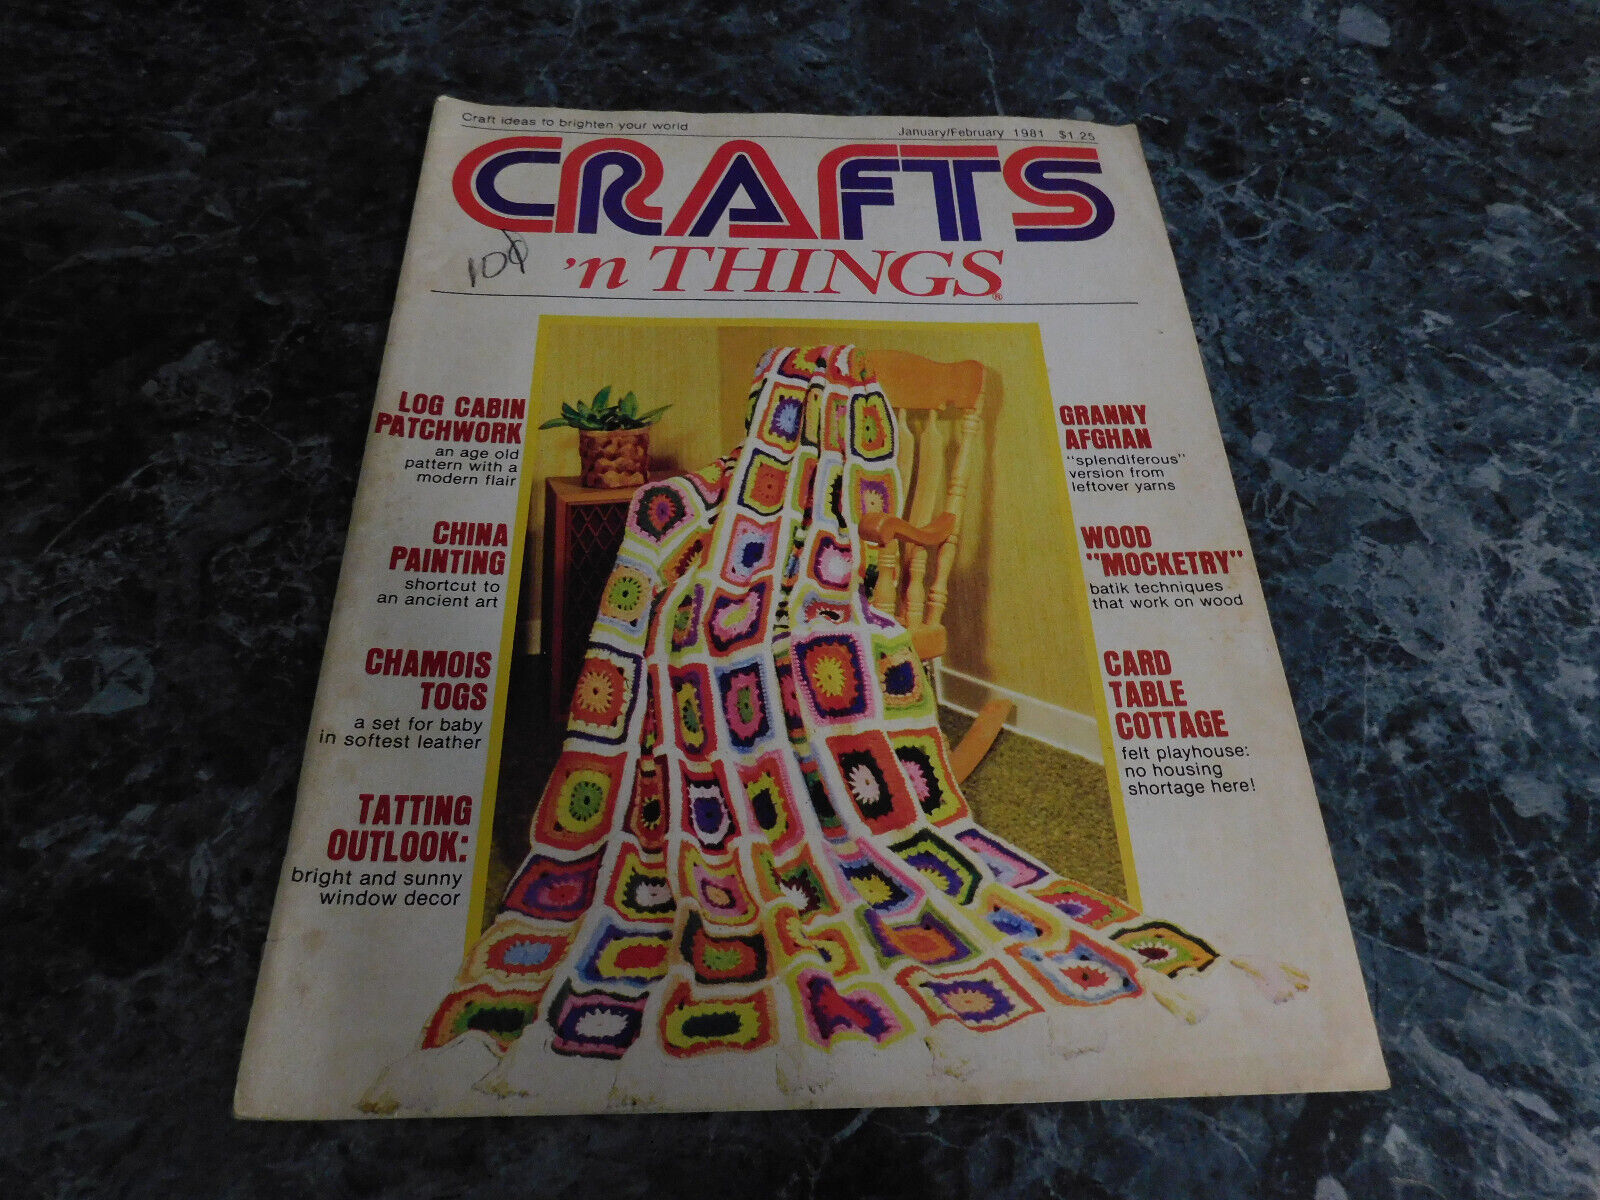 Craft ideas to brighten your world
January/February 1981 $1.25
CRAFTS
'n THINGS®
10¢
LOG CABIN
PATCHWORK
an age old
pattern with a
modern flair
CHINA
PAINTING
shortcut to
an ancient art
CHAMOIS
TOGS
a set for baby
in softest leather
TATTING
OUTLOOK:
bright and sunny
window decor
GRANNY
AFGHAN
"splendiferous"
version from
leftover yarns
WOOD
"MOCKETRY"
batik techniques
that work on wood
CARD
TABLE
COTTAGE
felt playhouse:
no housing
shortage here!